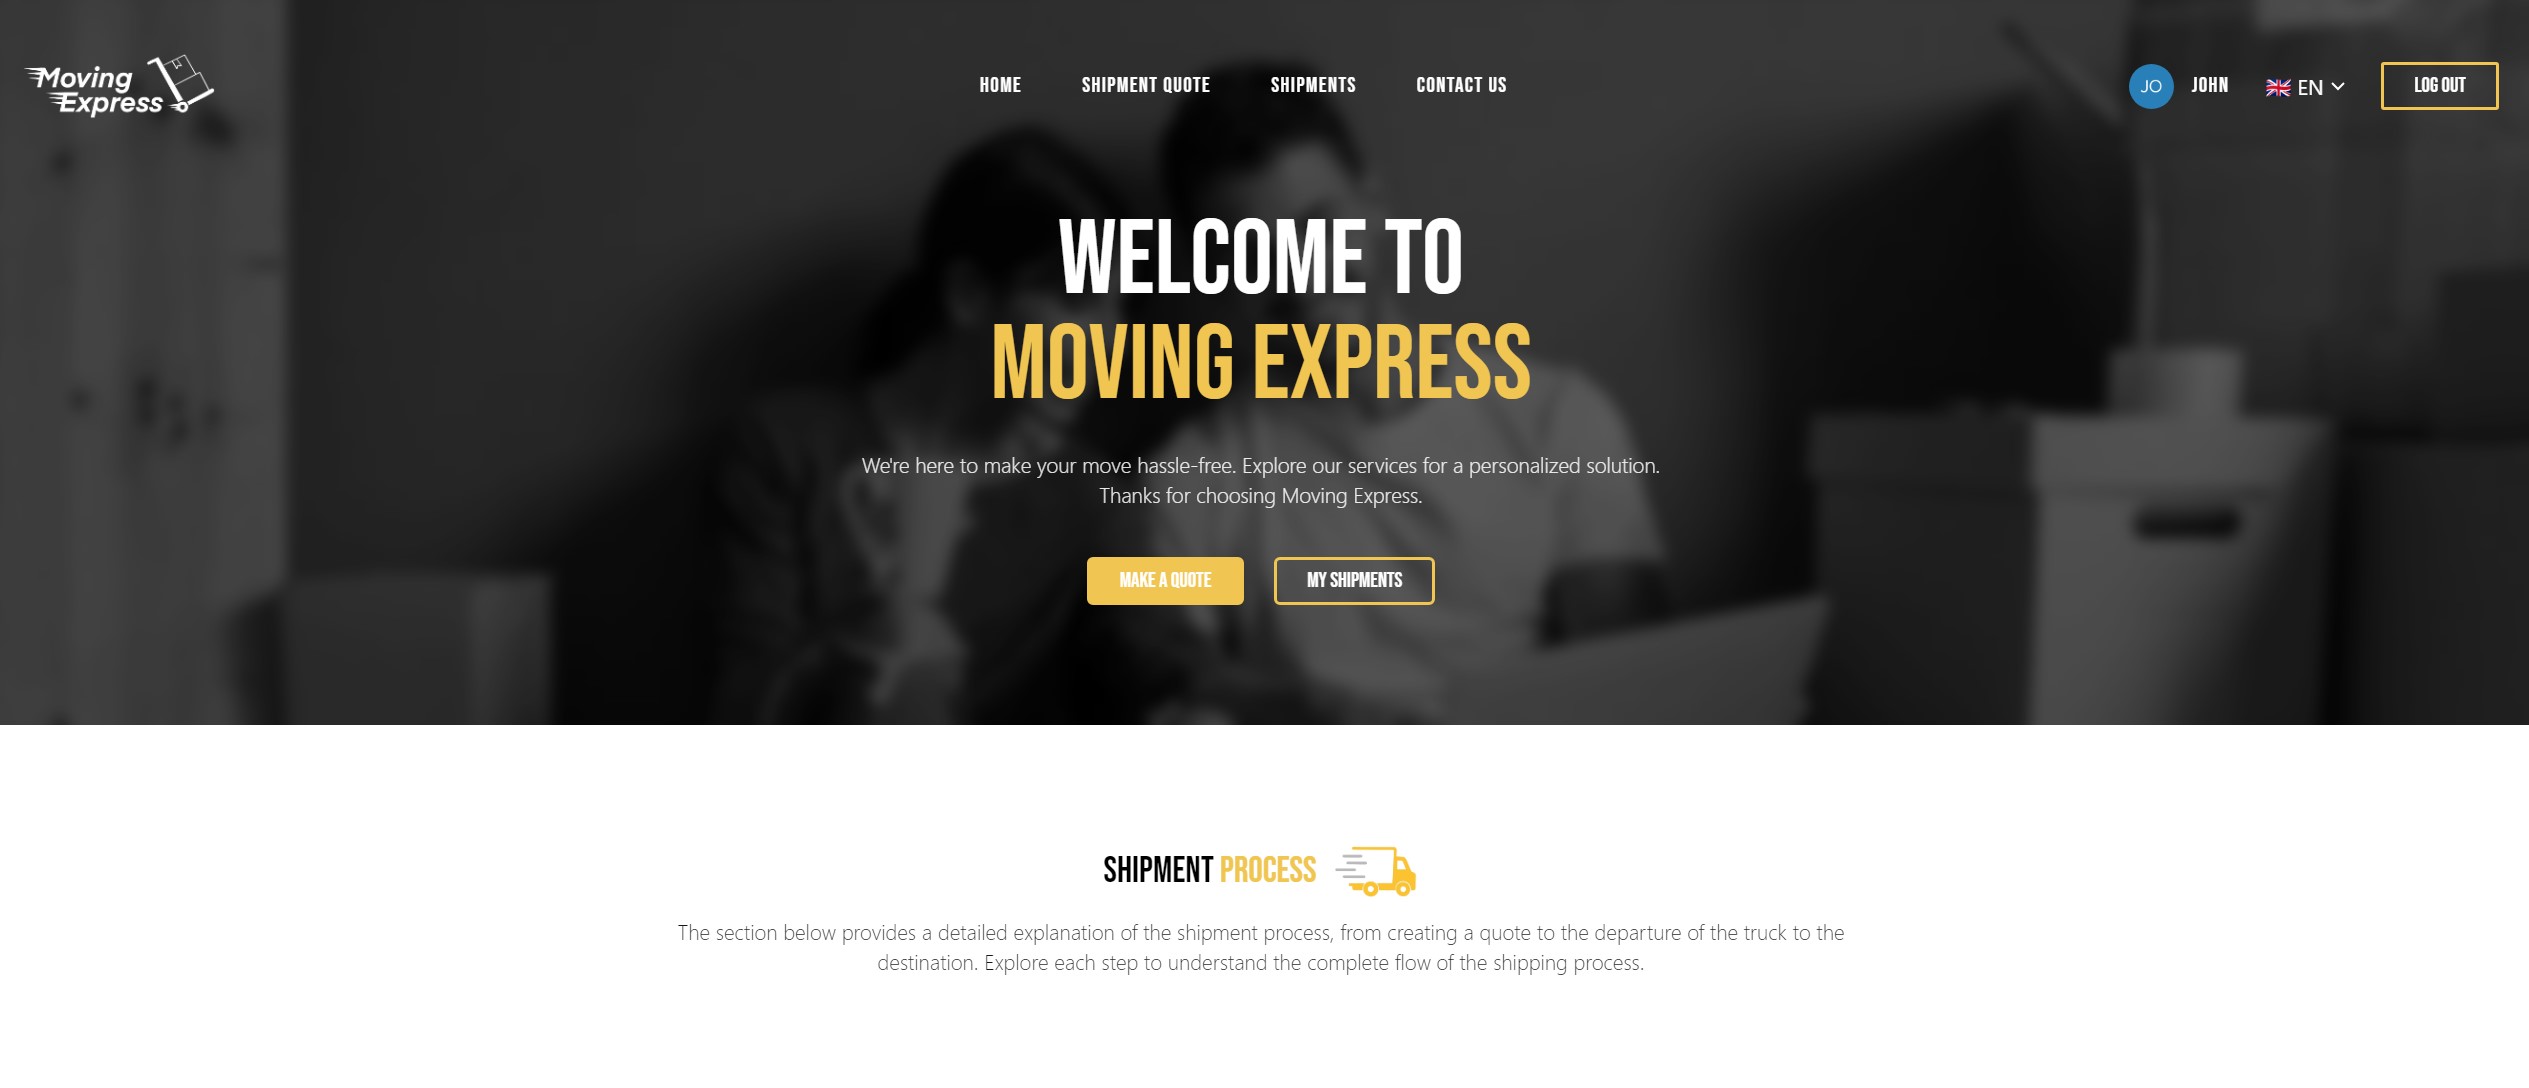 Moving
Express
HOME
SHIPMENT QUOTE
SHIPMENTS
CONTACT US
JO
JOHN
EN
LOG OUT
WELCOME TO
MOVING EXPRESS
We're here to make your move hassle-free. Explore our services for a personalized solution.
Thanks for choosing Moving Express.
MAKE A QUOTE
MY SHIPMENTS
SHIPMENT PROCESS
The section below provides a detailed explanation of the shipment process, from creating a quote to the departure of the truck to the
destination. Explore each step to understand the complete flow of the shipping process.